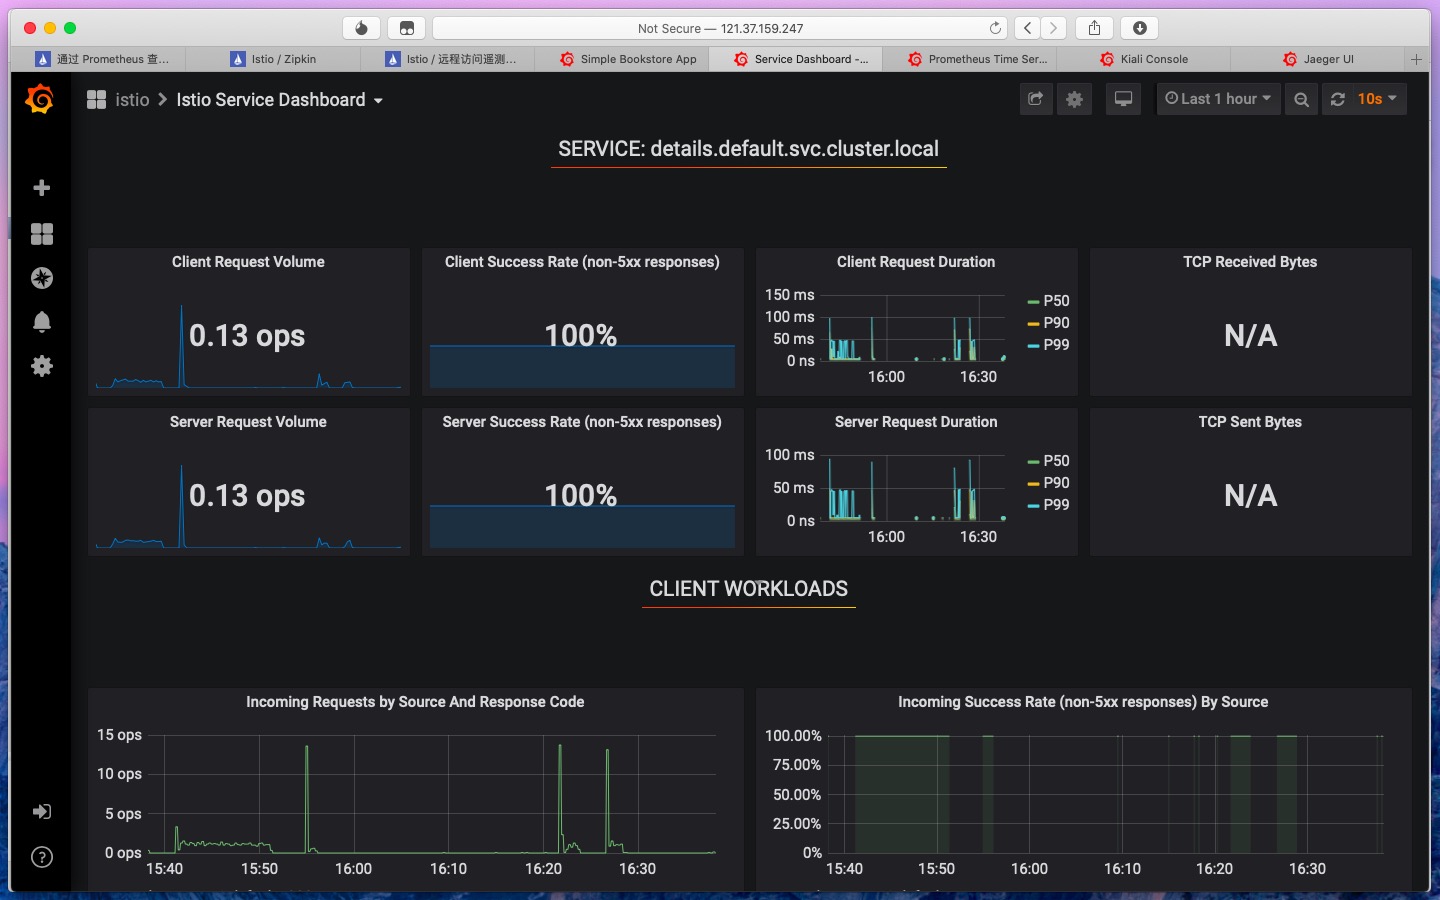 Not Secure — 121.37.159.247
通过 Prometheus 查...
Istio / Zipkin
Istio / 远程访问遥测...
Simple Bookstore App
Service Dashboard -...
Prometheus Time Ser...
Kiali Console
Jaeger UI
istio > Istio Service Dashboard
Last 1 hour
10s
SERVICE: details.default.svc.cluster.local
Client Request Volume
0.13 ops
Client Success Rate (non-5xx responses)
100%
Client Request Duration
150 ms
100 ms
50 ms
0 ns
16:00 16:30
P50
P90
P99
TCP Received Bytes
N/A
Server Request Volume
0.13 ops
Server Success Rate (non-5xx responses)
100%
Server Request Duration
100 ms
50 ms
0 ns
16:00 16:30
P50
P90
P99
TCP Sent Bytes
N/A
CLIENT WORKLOADS
Incoming Requests by Source And Response Code
15 ops
10 ops
5 ops
0 ops
15:40 15:50 16:00 16:10 16:20 16:30
Incoming Success Rate (non-5xx responses) By Source
100.00%
75.00%
50.00%
25.00%
0%
15:40 15:50 16:00 16:10 16:20 16:30